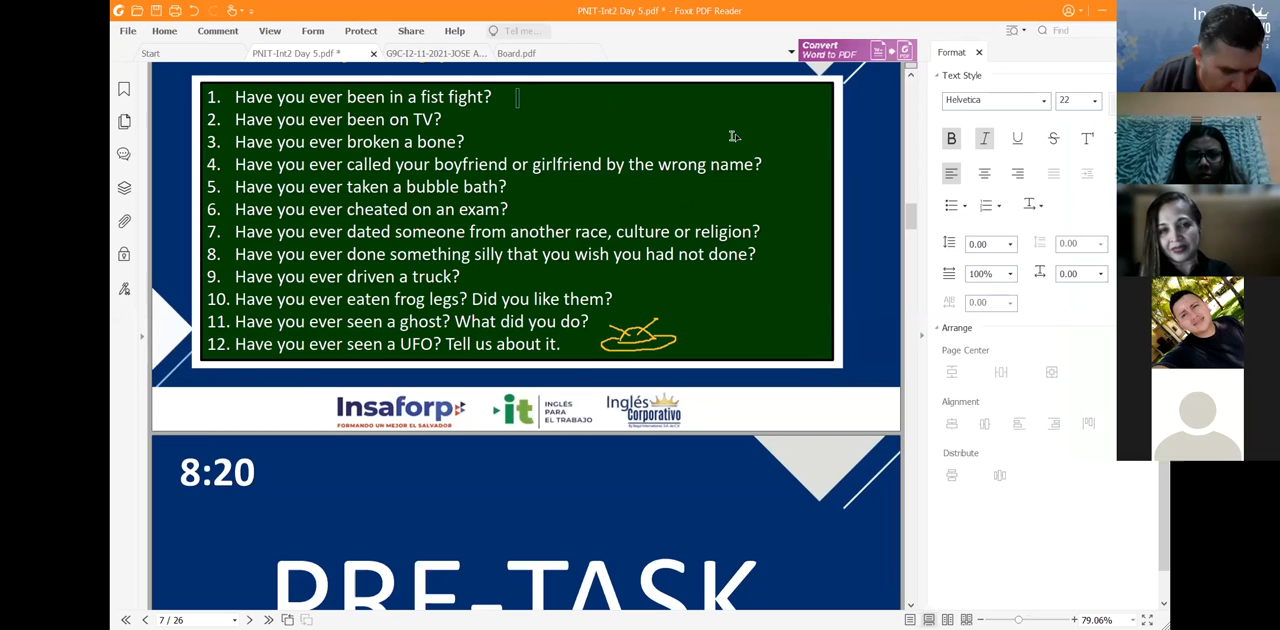 PNIT-Int2 Day 5.pdf * - Foxit PDF Reader
File Home Comment View Form Protect Share Help Tell me... Find
Start PNIT-Int2 Day 5.pdf * G9C-I2-11-2021-JOSE A... Board.pdf
Convert
Word to PDF
Format
Text Style
Helvetica 22
B I U S T
0.00 0.00
100% 0.00
0.00
Arrange
Page Center
Alignment
Distribute
1. Have you ever been in a fist fight?
2. Have you ever been on TV?
3. Have you ever broken a bone?
4. Have you ever called your boyfriend or girlfriend by the wrong name?
5. Have you ever taken a bubble bath?
6. Have you ever cheated on an exam?
7. Have you ever dated someone from another race, culture or religion?
8. Have you ever done something silly that you wish you had not done?
9. Have you ever driven a truck?
10. Have you ever eaten frog legs? Did you like them?
11. Have you ever seen a ghost? What did you do?
12. Have you ever seen a UFO? Tell us about it.
Insaforp
FORMANDO UN MEJOR EL SALVADOR
it
INGLÉS
PARA
EL TRABAJO
Inglés
Corporativo
8:20
PRE-TASK
7 / 26
79.06%